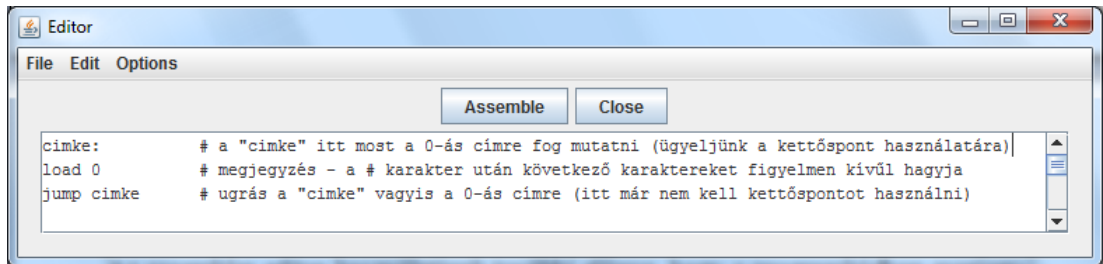 Editor
File Edit Options
Assemble Close
cimke: # a "cimke" itt most a 0-ás címre fog mutatni (ügyeljünk a kettőspont használatára)
load 0 # megjegyzés - a # karakter után következő karaktereket figyelmen kívűl hagyja
jump cimke # ugrás a "cimke" vagyis a 0-ás címre (itt már nem kell kettőspontot használni)